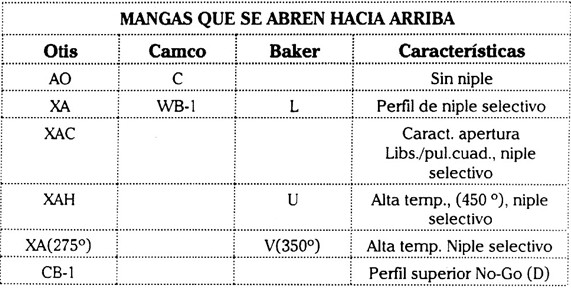 MANGAS QUE SE ABREN HACIA ARRIBA
Otis Camco Baker Características
AO C Sin niple
XA WB-1 L Perfil de niple selectivo
XAC Caract. apertura
Libs./pul.cuad., niple
selectivo
XAH U Alta temp., (450 º), niple
selectivo
XA(275º) V(350º) Alta temp. Niple selectivo
CB-1 Perfil superior No-Go (D)